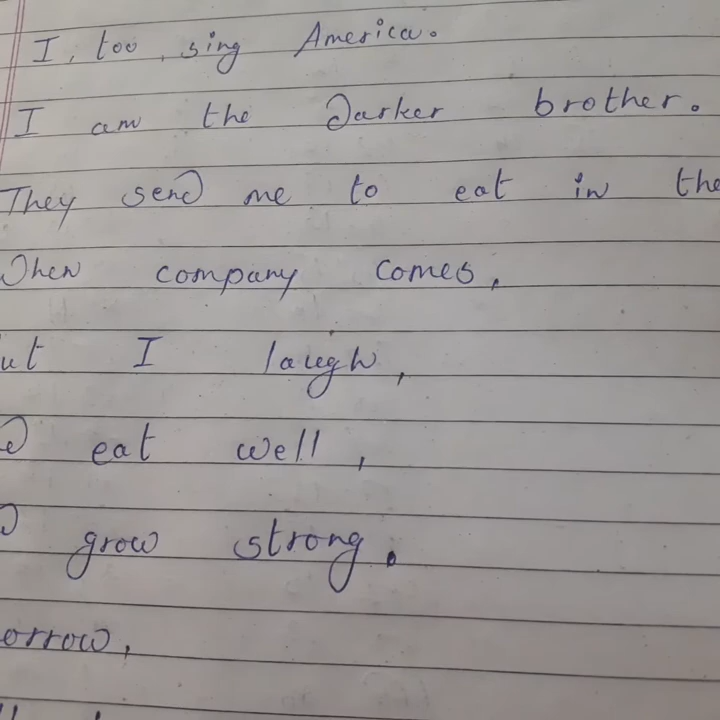 I, too, sing America.
I am the darker brother.
They send me to eat in the
When company comes,
ut I laugh,
eat well,
grow strong.
orrow,